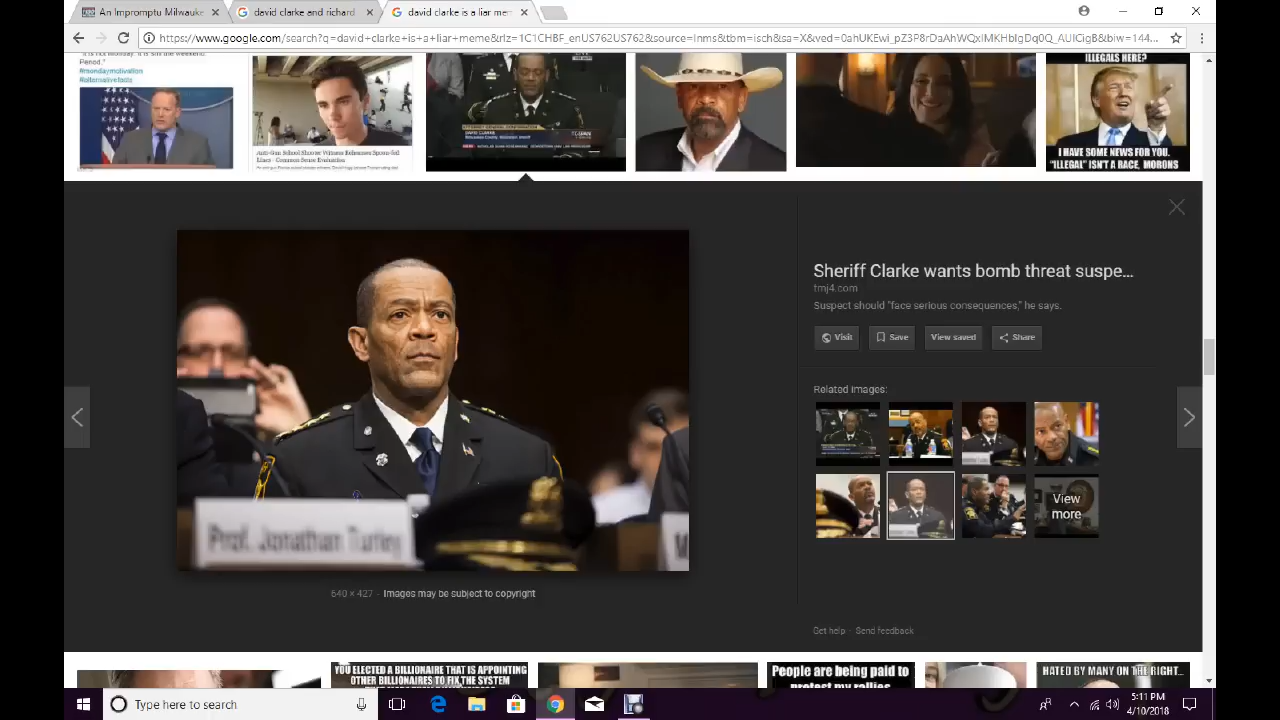 An Impromptu Milwauke
david clarke and richard
david clarke is a liar mem
https://www.google.com/search?q=david+clarke+is+a+liar+meme&rlz=1C1CHBF_enUS762US762&source=lnms&tbm=isch&sa=X&ved=
Period."
#mondaymotivation
#alternativefacts
DAVID CLARKE
ILLEGALS HERE?
I HAVE SOME NEWS FOR YOU.
"ILLEGAL" ISN'T A RACE, MORONS
Sheriff Clarke wants bomb threat suspe...
tmj4.com
Suspect should "face serious consequences," he says.
Visit
Save
View saved
Share
Related Images:
View
more
Prof. Jonathan Turley
640 × 427 - Images may be subject to copyright
Get help - Send feedback
YOU ELECTED A BILLIONAIRE THAT IS APPOINTING
OTHER BILLIONAIRES TO FIX THE SYSTEM
People are being paid to
protest my rallies
HATED BY MANY ON THE RIGHT...
Type here to search
5:11 PM
4/10/2018